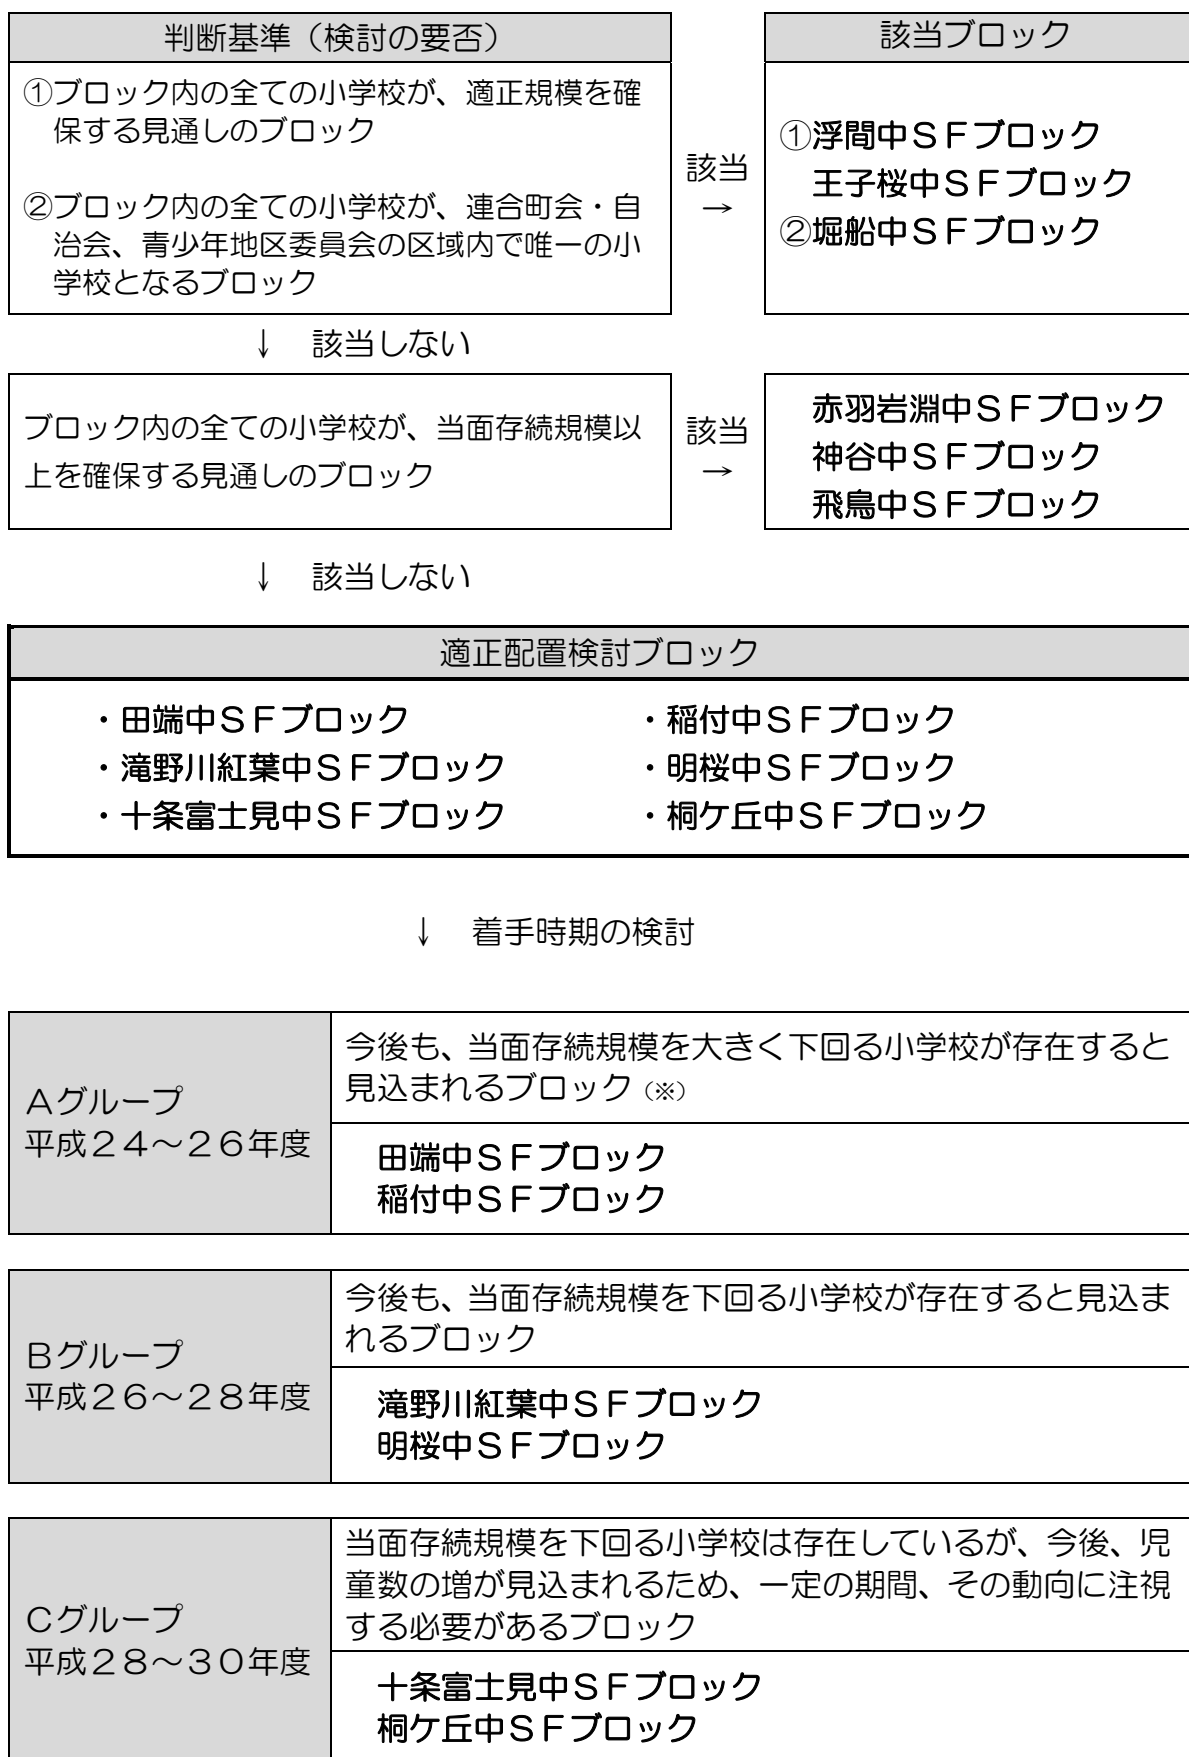 判断基準（検討の要否）
該当ブロック
①ブロック内の全ての小学校が、適正規模を確
保する見通しのブロック
②ブロック内の全ての小学校が、連合町会・自
治会、青少年地区委員会の区域内で唯一の小
学校となるブロック
該当
→
①浮間中ＳＦブロック
王子桜中ＳＦブロック
②堀船中ＳＦブロック
↓　該当しない
ブロック内の全ての小学校が、当面存続規模以
上を確保する見通しのブロック
該当
→
赤羽岩淵中ＳＦブロック
神谷中ＳＦブロック
飛鳥中ＳＦブロック
↓　該当しない
適正配置検討ブロック
・田端中ＳＦブロック　・稲付中ＳＦブロック
・滝野川紅葉中ＳＦブロック　・明桜中ＳＦブロック
・十条富士見中ＳＦブロック　・桐ケ丘中ＳＦブロック
↓　着手時期の検討
Ａグループ
平成２４～２６年度
今後も、当面存続規模を大きく下回る小学校が存在すると
見込まれるブロック（※）
田端中ＳＦブロック
稲付中ＳＦブロック
Ｂグループ
平成２６～２８年度
今後も、当面存続規模を下回る小学校が存在すると見込ま
れるブロック
滝野川紅葉中ＳＦブロック
明桜中ＳＦブロック
Ｃグループ
平成２８～３０年度
当面存続規模を下回る小学校は存在しているが、今後、児
童数の増が見込まれるため、一定の期間、その動向に注視
する必要があるブロック
十条富士見中ＳＦブロック
桐ケ丘中ＳＦブロック